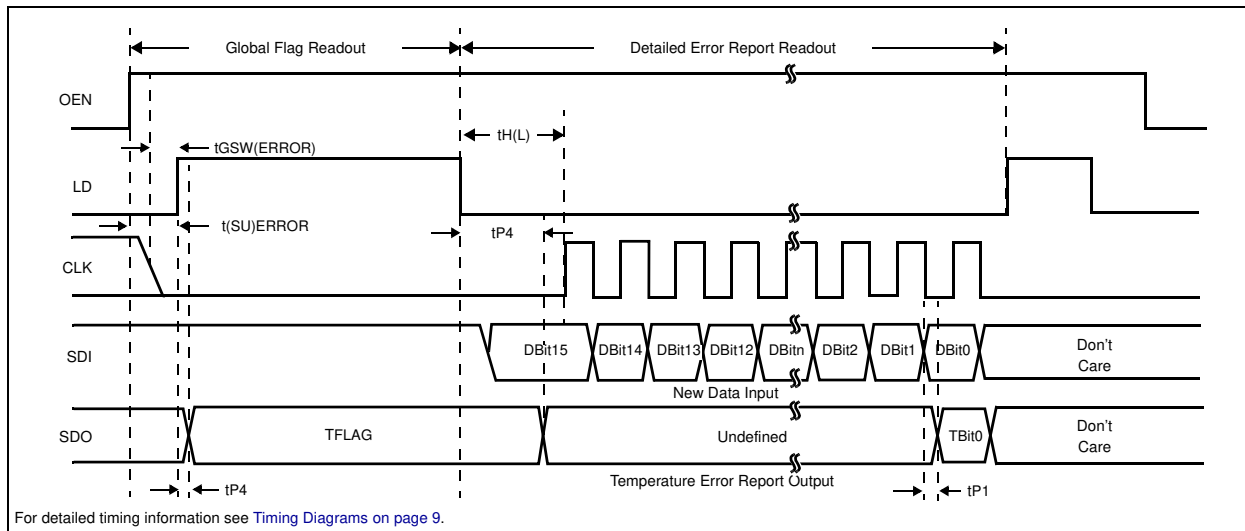 Global Flag Readout
Detailed Error Report Readout
OEN
tH(L)
tGSW(ERROR)
LD
t(SU)ERROR
tP4
CLK
SDI
DBit15
DBit14
DBit13
DBit12
DBitn
DBit2
DBit1
DBit0
Don't
Care
New Data Input
SDO
TFLAG
Undefined
TBit0
Don't
Care
Temperature Error Report Output
tP4
tP1
For detailed timing information see Timing Diagrams on page 9.